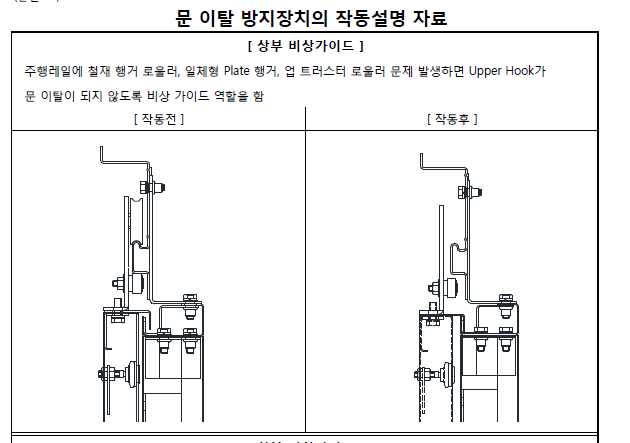 문 이탈 방지장치의 작동설명 자료
[ 상부 비상가이드 ]
주행레일에 철재 행거 로울러, 일체형 Plate 행거, 업 트러스터 로울러 문제 발생하면 Upper Hook가
문 이탈이 되지 않도록 비상 가이드 역할을 함
[ 작동전 ]
[ 작동후 ]